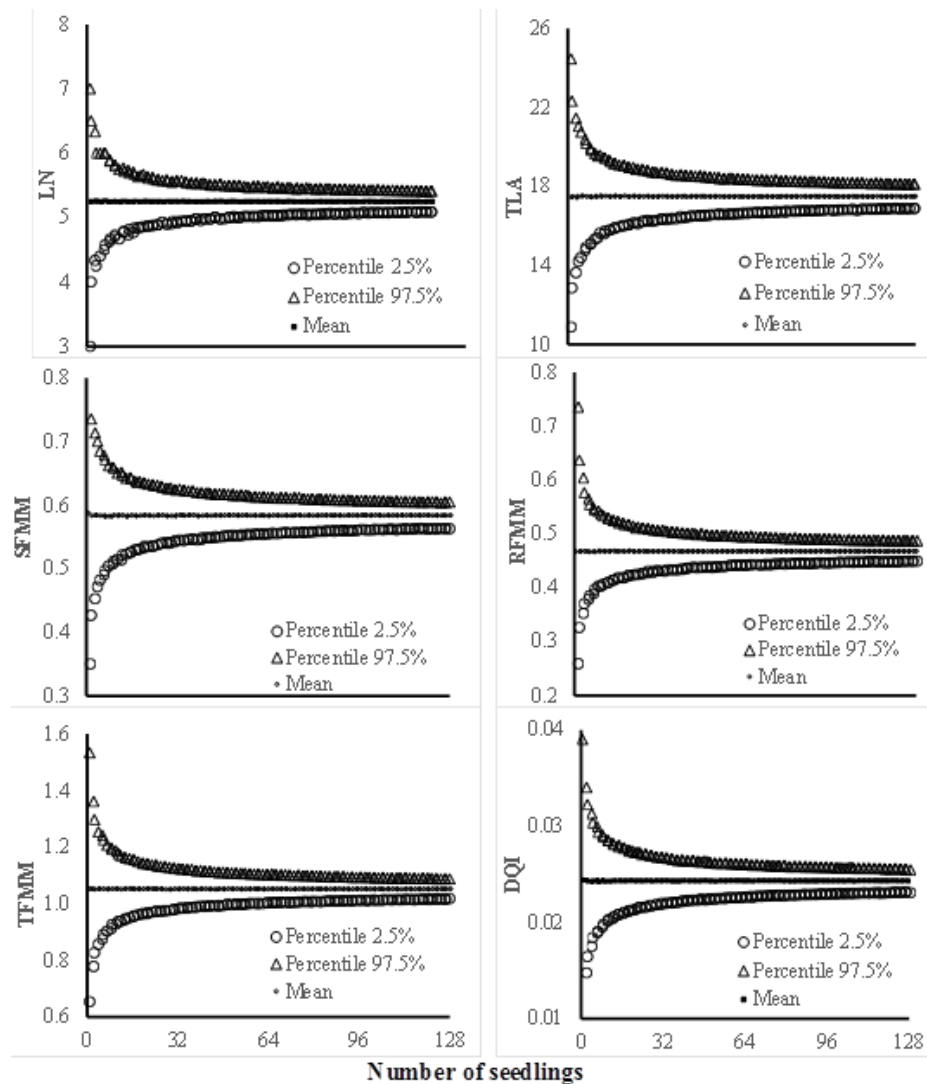 8
7
6
5
4
3
LN
○ Percentile 2.5%
△ Percentile 97.5%
Mean
26
22
18
14
10
TLA
○ Percentile 2.5%
△ Percentile 97.5%
Mean
0.8
0.7
0.6
0.5
0.4
0.3
SFMM
○ Percentile 2.5%
△ Percentile 97.5%
Mean
0.8
0.7
0.6
0.5
0.4
0.3
0.2
RFMM
○ Percentile 2.5%
△ Percentile 97.5%
Mean
1.6
1.4
1.2
1.0
0.8
0.6
TFMM
○ Percentile 2.5%
△ Percentile 97.5%
Mean
0 32 64 96 128
0.04
0.03
0.02
0.01
DQI
○ Percentile 2.5%
△ Percentile 97.5%
Mean
0 32 64 96 128
Number of seedlings